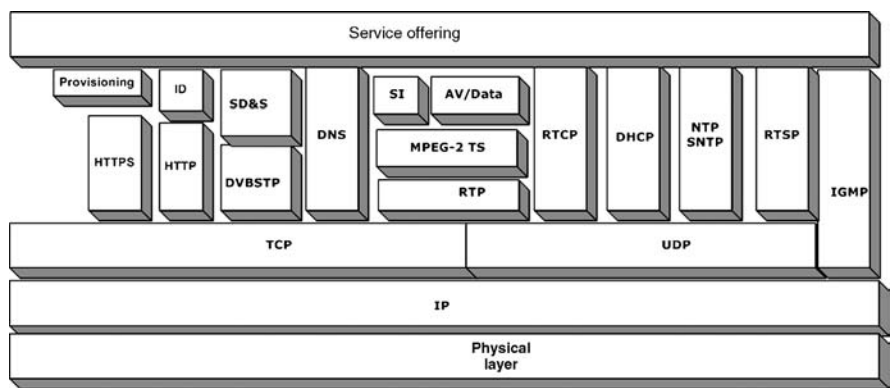 Service offering
Provisioning
ID
SD&S
DNS
SI
AV/Data
RTCP
DHCP
NTP
SNTP
RTSP
IGMP
HTTPS
HTTP
DVBSTP
MPEG-2 TS
RTP
TCP
UDP
IP
Physical
layer